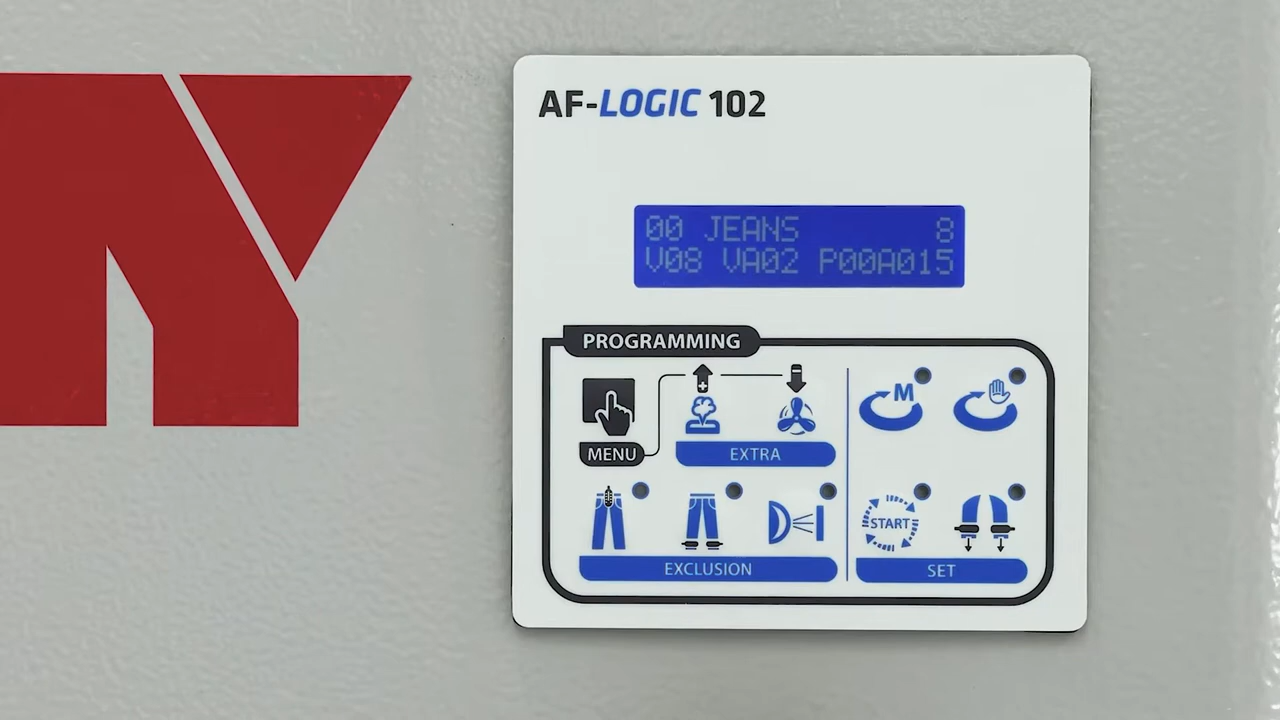 AF-LOGIC 102
00 JEANS 8
V08 VA02 P00A015
PROGRAMMING
M
MENU
EXTRA
START
EXCLUSION
SET